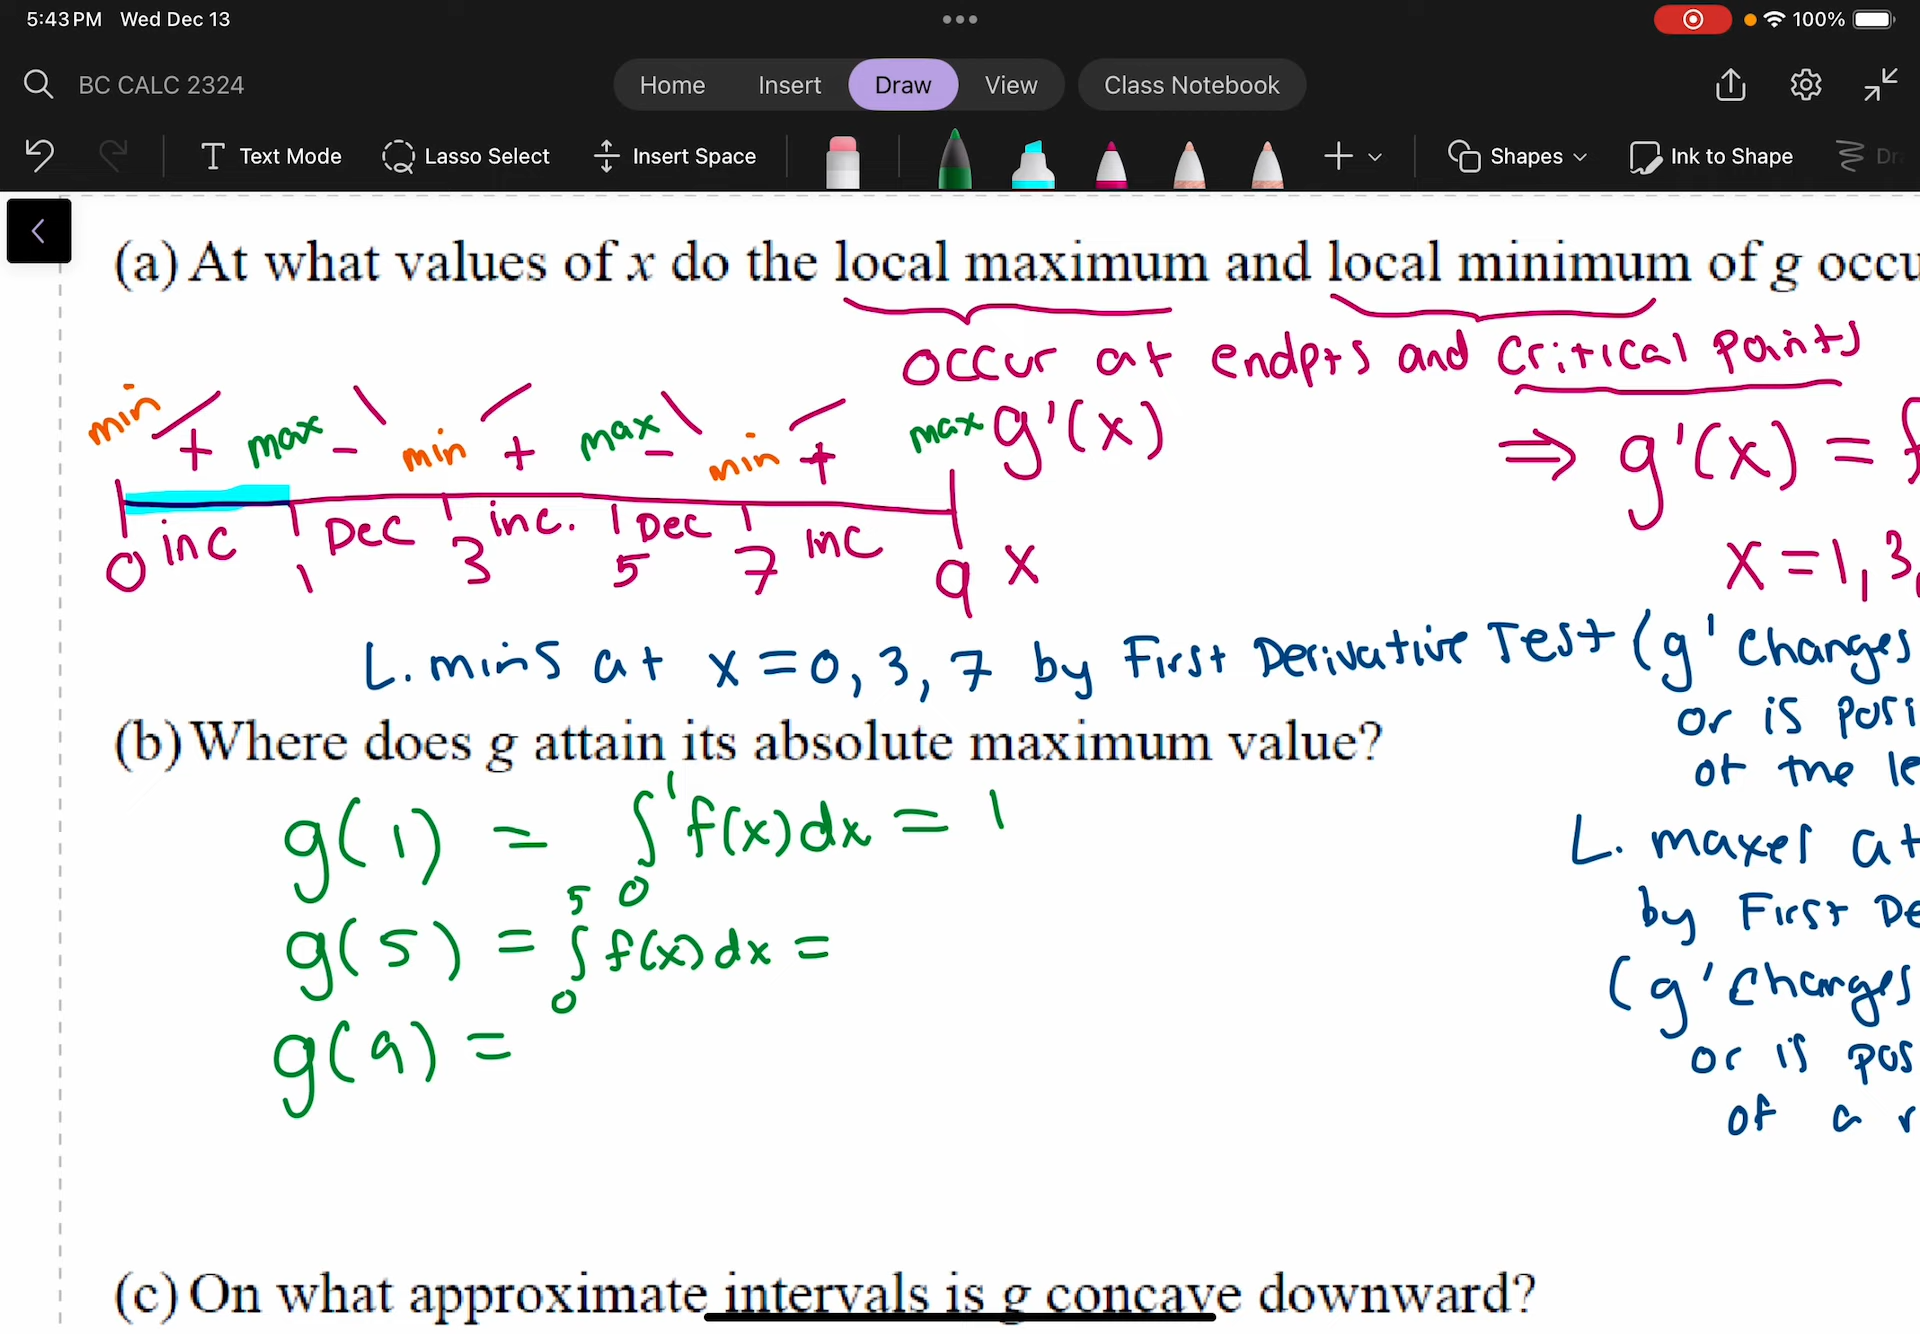 5:43 PM Wed Dec 13
100%
BC CALC 2324
Home Insert Draw View Class Notebook
Text Mode Lasso Select Insert Space Shapes Ink to Shape
(a) At what values of x do the local maximum and local minimum of g occu
occur at endpts and critical points
min + max - min + max - min + max g'(x)
⇒ g'(x) = f
inc Dec inc. Dec inc
0 1 3 5 7 9 x
x = 1, 3,
L. mins at x = 0, 3, 7 by First Derivative Test (g' changes
or is posi
(b) Where does g attain its absolute maximum value?
of the le
g(1) = ∫₀¹ f(x)dx = 1
L. maxes at
by First De
g(5) = ∫₀⁵ f(x)dx =
(g' changes
g(9) =
or is pos
of a r
(c) On what approximate intervals is g concave downward?